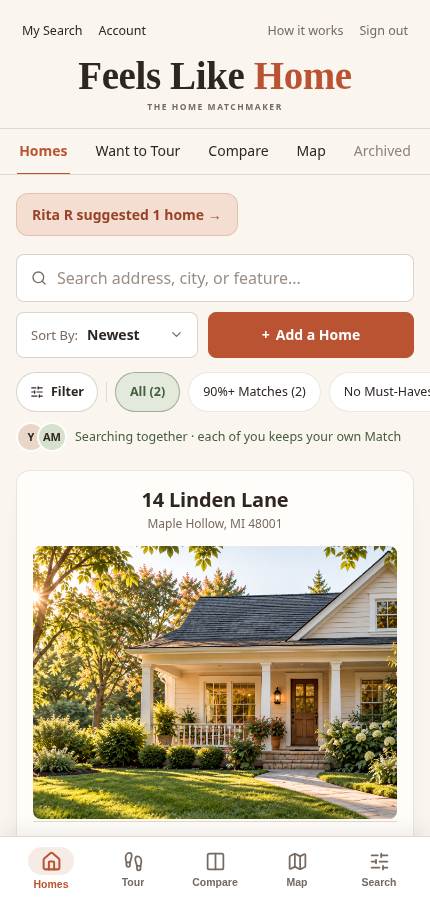 My Search Account How it works Sign out
Feels Like Home
THE HOME MATCHMAKER
Homes Want to Tour Compare Map Archived
Rita R suggested 1 home →
Search address, city, or feature...
Sort By: Newest + Add a Home
Filter All (2) 90%+ Matches (2) No Must-Haves
Y AM Searching together · each of you keeps your own Match
14 Linden Lane
Maple Hollow, MI 48001
Homes Tour Compare Map Search